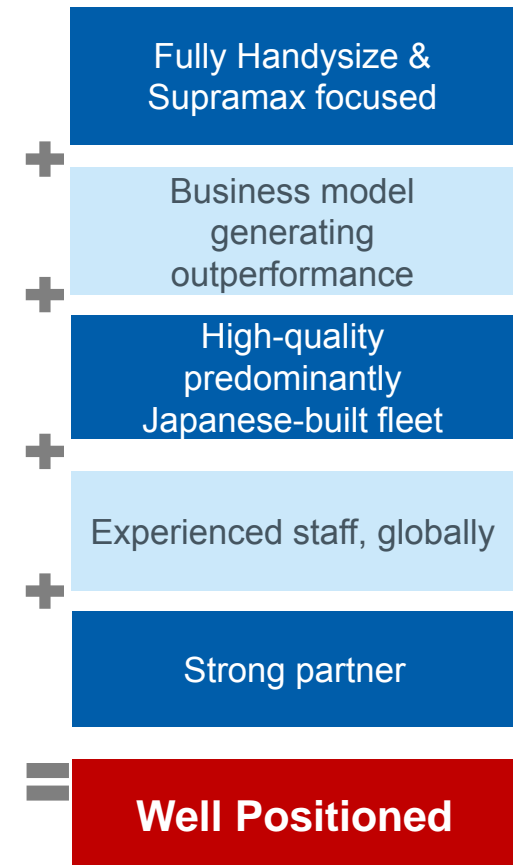 Fully Handysize &
Supramax focused
Business model
generating
outperformance
High-quality
predominantly
Japanese-built fleet
Experienced staff, globally
Strong partner
Well Positioned